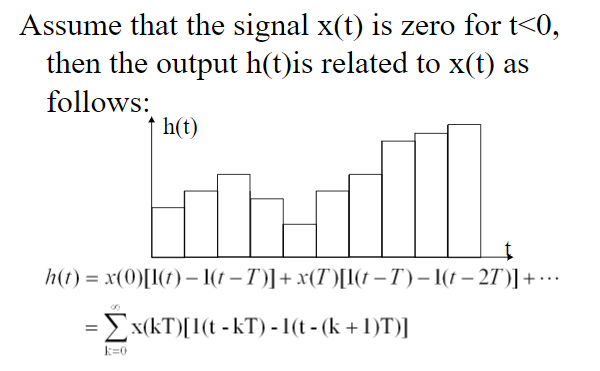 Assume that the signal x(t) is zero for t<0,
then the output h(t)is related to x(t) as
follows:
h(t)
t
h(t) = x(0)[1(t) – 1(t – T)] + x(T)[1(t – T) – 1(t – 2T)] + ⋯
= ∑ x(kT)[1(t - kT) - 1(t - (k + 1)T)]
∞
k=0